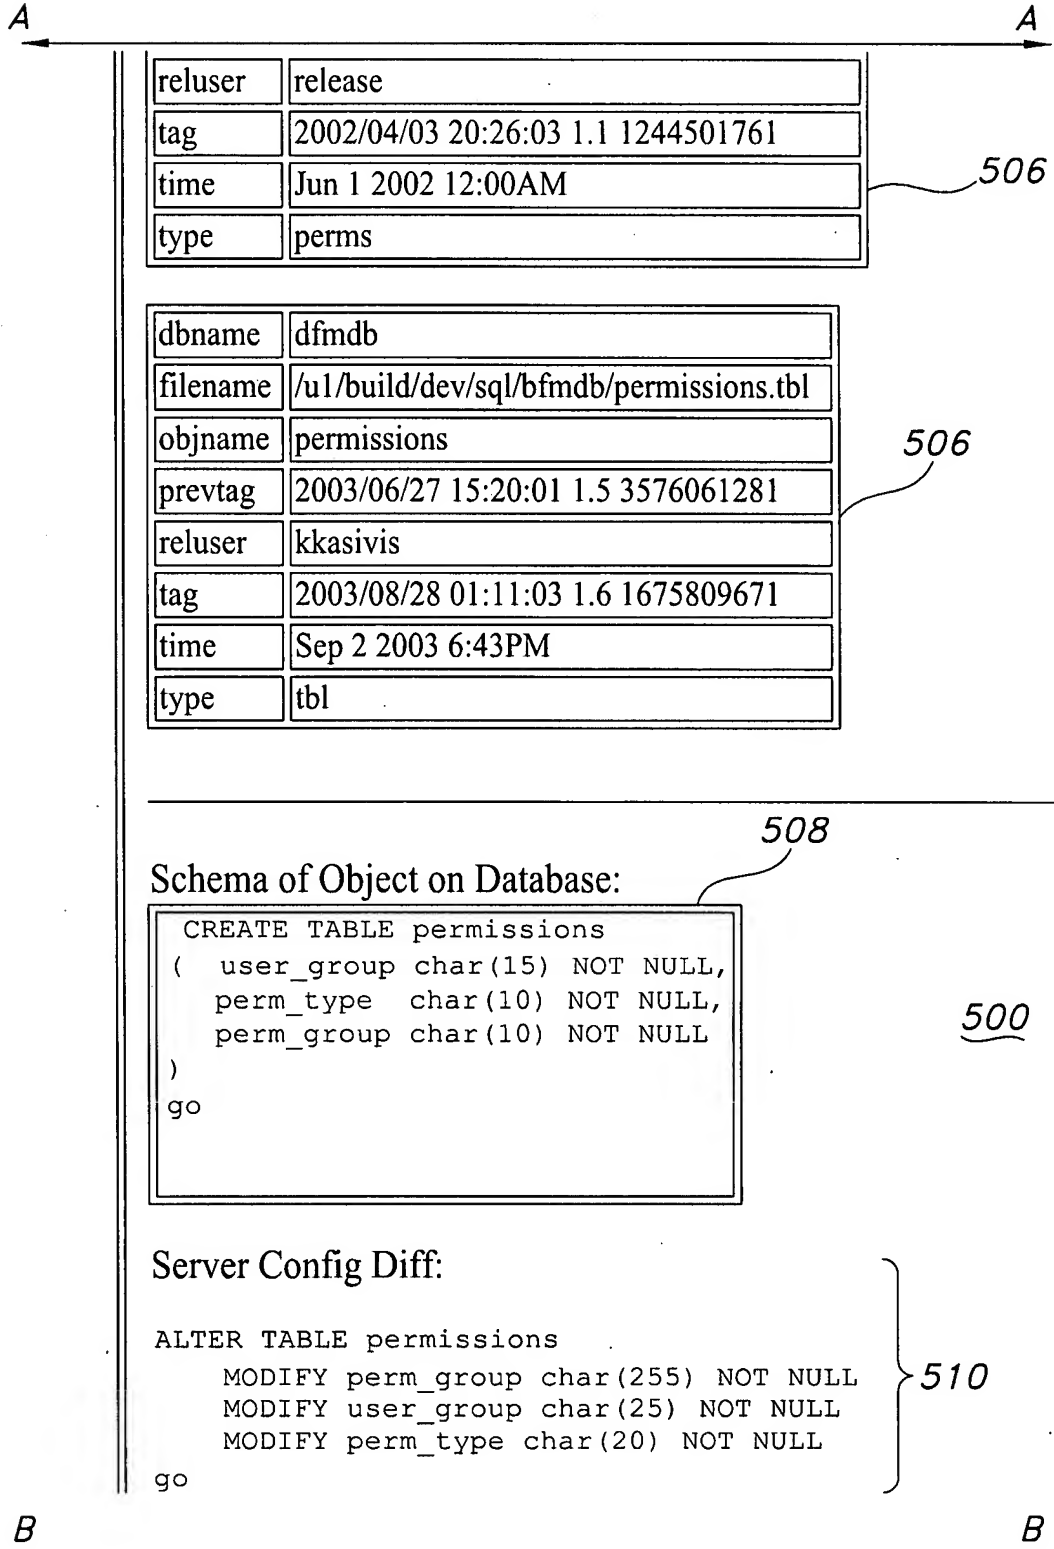 A A
reluser release
tag 2002/04/03 20:26:03 1.1 1244501761
time Jun 1 2002 12:00AM
506
type perms
dbname dfmdb
filename /u1/build/dev/sql/bfmdb/permissions.tbl
objname permissions
506
prevtag 2003/06/27 15:20:01 1.5 3576061281
reluser kkasivis
tag 2003/08/28 01:11:03 1.6 1675809671
time Sep 2 2003 6:43PM
type tbl
508
Schema of Object on Database:
CREATE TABLE permissions
( user_group char(15) NOT NULL,
perm_type char(10) NOT NULL,
perm_group char(10) NOT NULL
)
go
500
Server Config Diff:
ALTER TABLE permissions
MODIFY perm_group char(255) NOT NULL
MODIFY user_group char(25) NOT NULL
MODIFY perm_type char(20) NOT NULL
go
510
B B